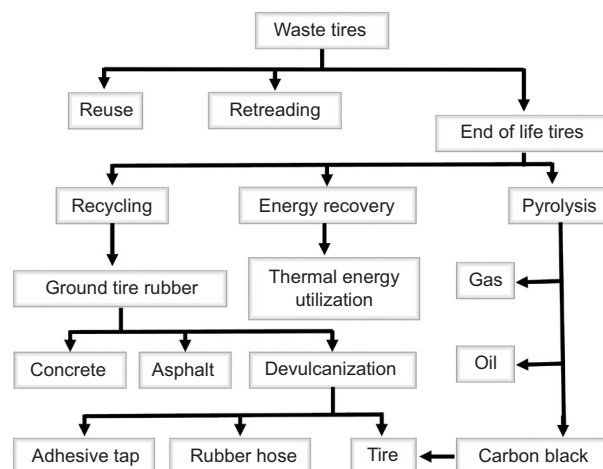 Waste tires
Reuse
Retreading
End of life tires
Recycling
Energy recovery
Pyrolysis
Ground tire rubber
Thermal energy
utilization
Gas
Concrete
Asphalt
Devulcanization
Oil
Adhesive tap
Rubber hose
Tire
Carbon black